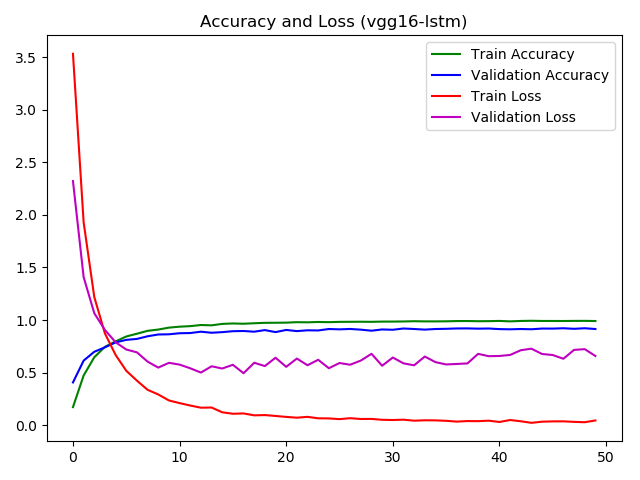 Accuracy and Loss (vgg16-lstm)
Train Accuracy
Validation Accuracy
Train Loss
Validation Loss
3.5
3.0
2.5
2.0
1.5
1.0
0.5
0.0
0 10 20 30 40 50